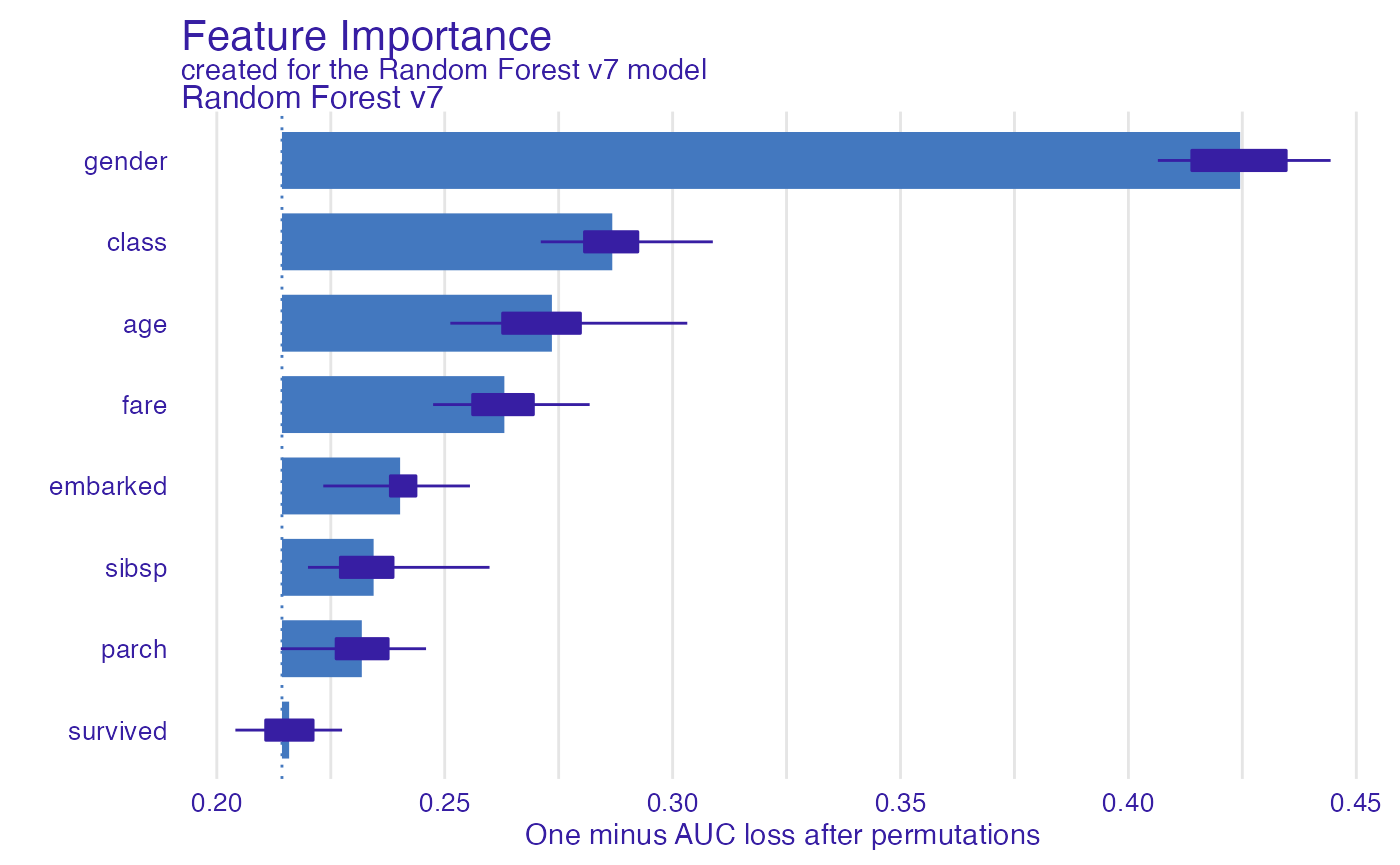 Feature Importance
created for the Random Forest v7 model
Random Forest v7
gender
class
age
fare
embarked
sibsp
parch
survived
0.20 0.25 0.30 0.35 0.40 0.45
One minus AUC loss after permutations